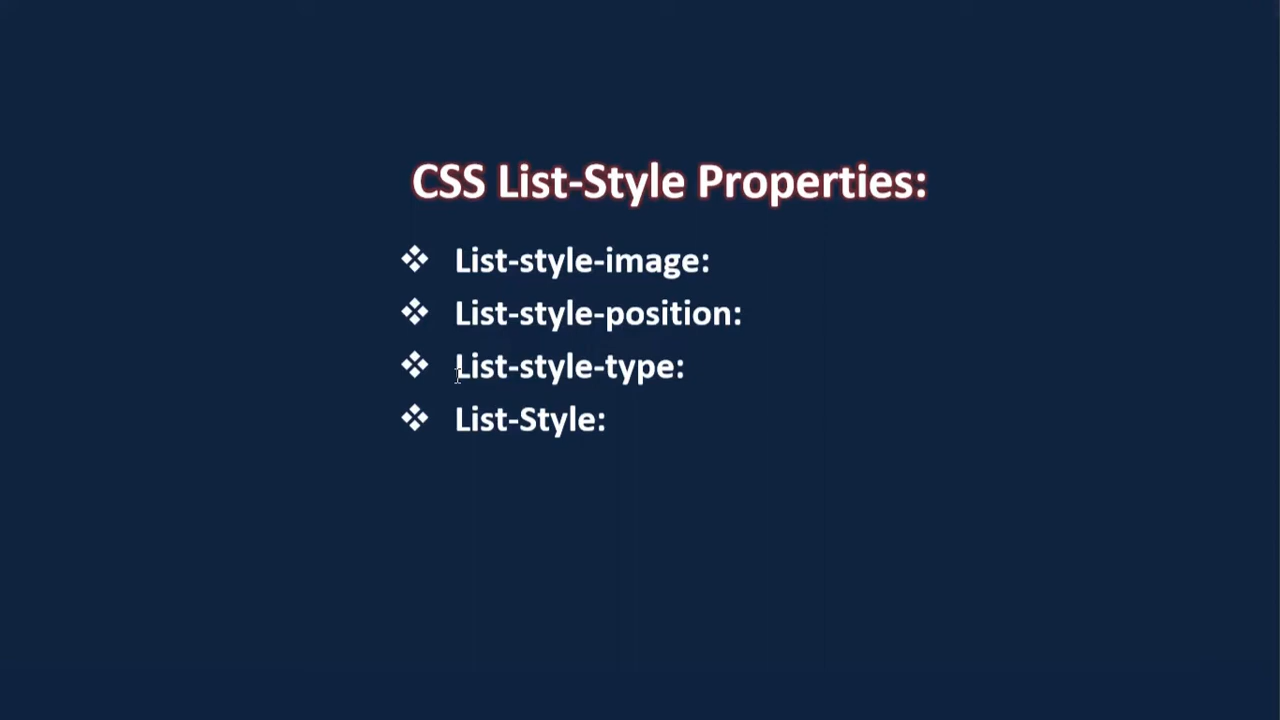 CSS List-Style Properties:
❖ List-style-image:
❖ List-style-position:
❖ List-style-type:
❖ List-Style: